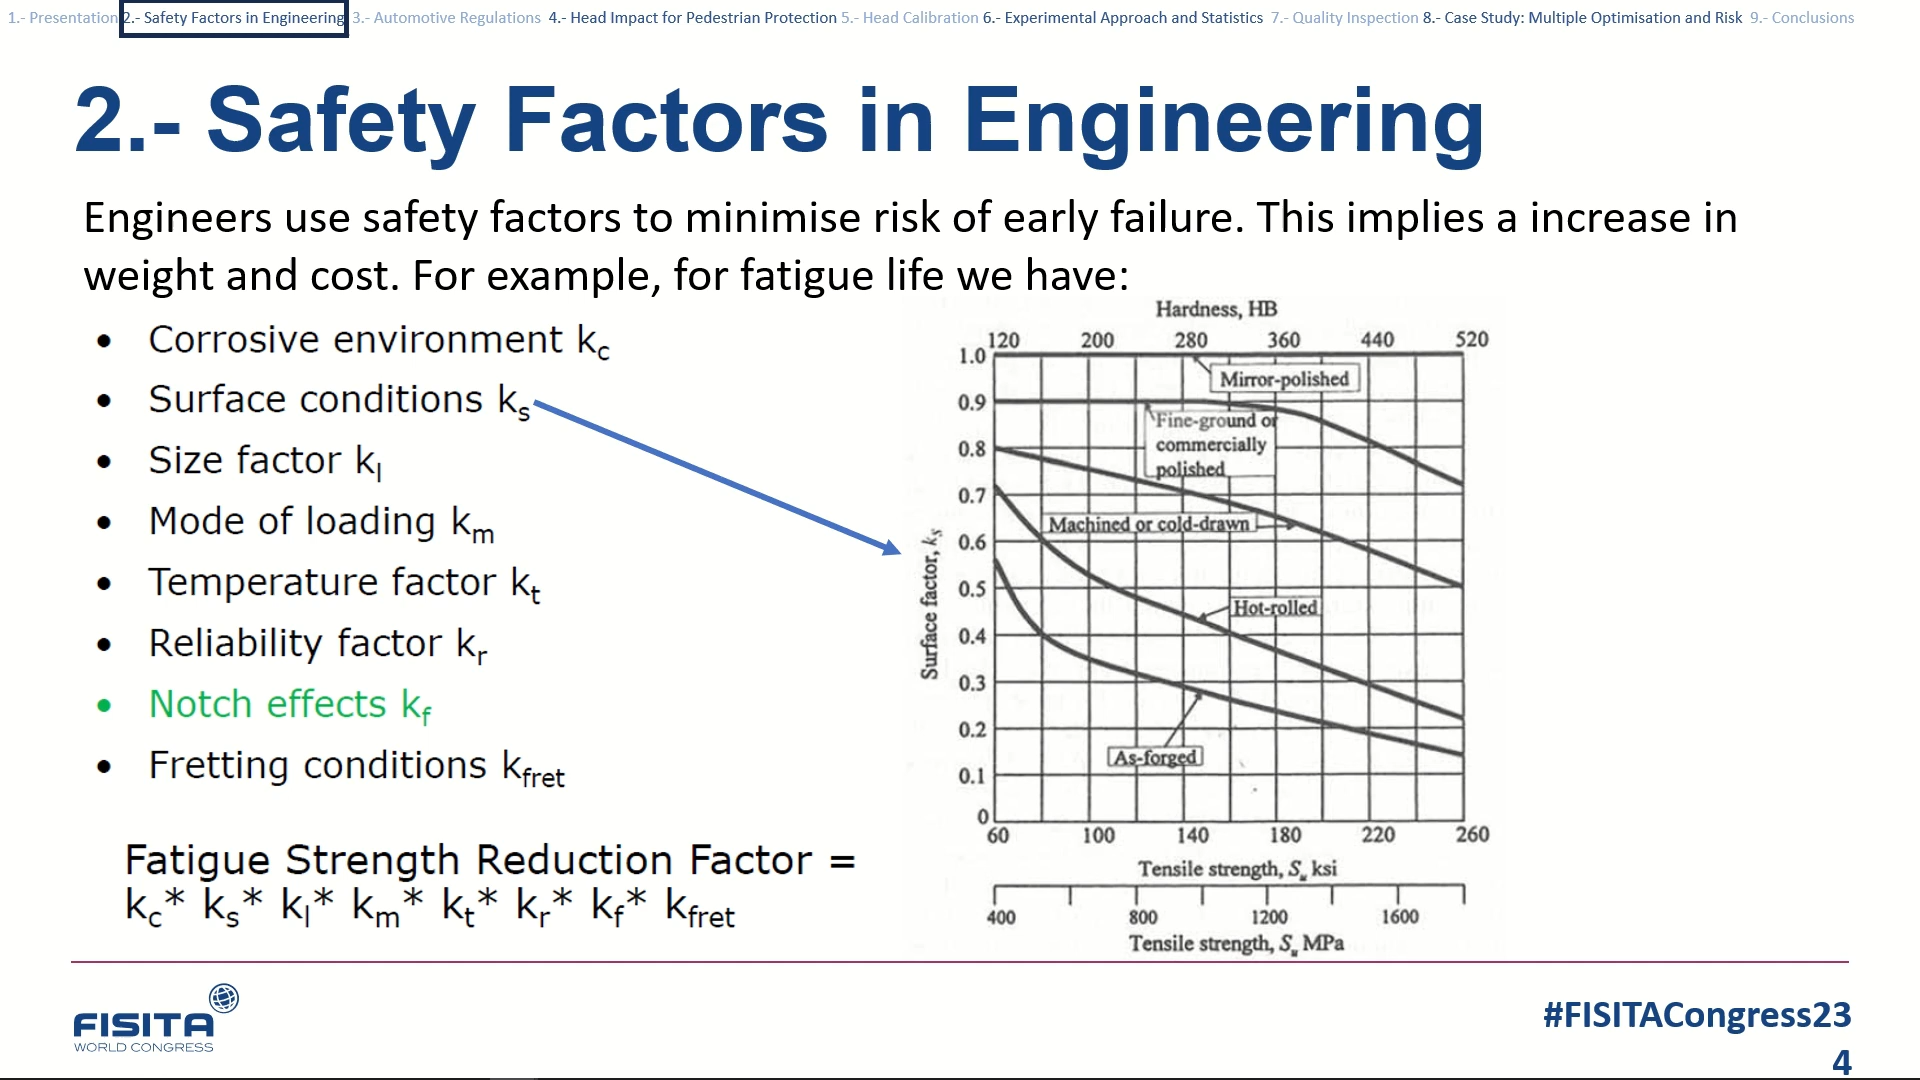 1.- Presentation 2.- Safety Factors in Engineering 3.- Automotive Regulations 4.- Head Impact for Pedestrian Protection 5.- Head Calibration 6.- Experimental Approach and Statistics 7.- Quality Inspection 8.- Case Study: Multiple Optimisation and Risk 9.- Conclusions
2.- Safety Factors in Engineering
Engineers use safety factors to minimise risk of early failure. This implies a increase in
weight and cost. For example, for fatigue life we have:
• Corrosive environment kc
• Surface conditions ks
• Size factor kl
• Mode of loading km
• Temperature factor kt
• Reliability factor kr
• Notch effects kf
• Fretting conditions kfret
Fatigue Strength Reduction Factor =
kc* ks* kl* km* kt* kr* kf* kfret
Hardness, HB
120 200 280 360 440 520
1.0
Mirror-polished
0.9
Fine-ground or
commercially
polished
0.8
0.7
Machined or cold-drawn
0.6
0.5
Hot-rolled
0.4
0.3
0.2
As-forged
0.1
0
Surface factor, ks
60 100 140 180 220 260
Tensile strength, Su ksi
400 800 1200 1600
Tensile strength, Su MPa
FISITA
WORLD CONGRESS
#FISITACongress23
4